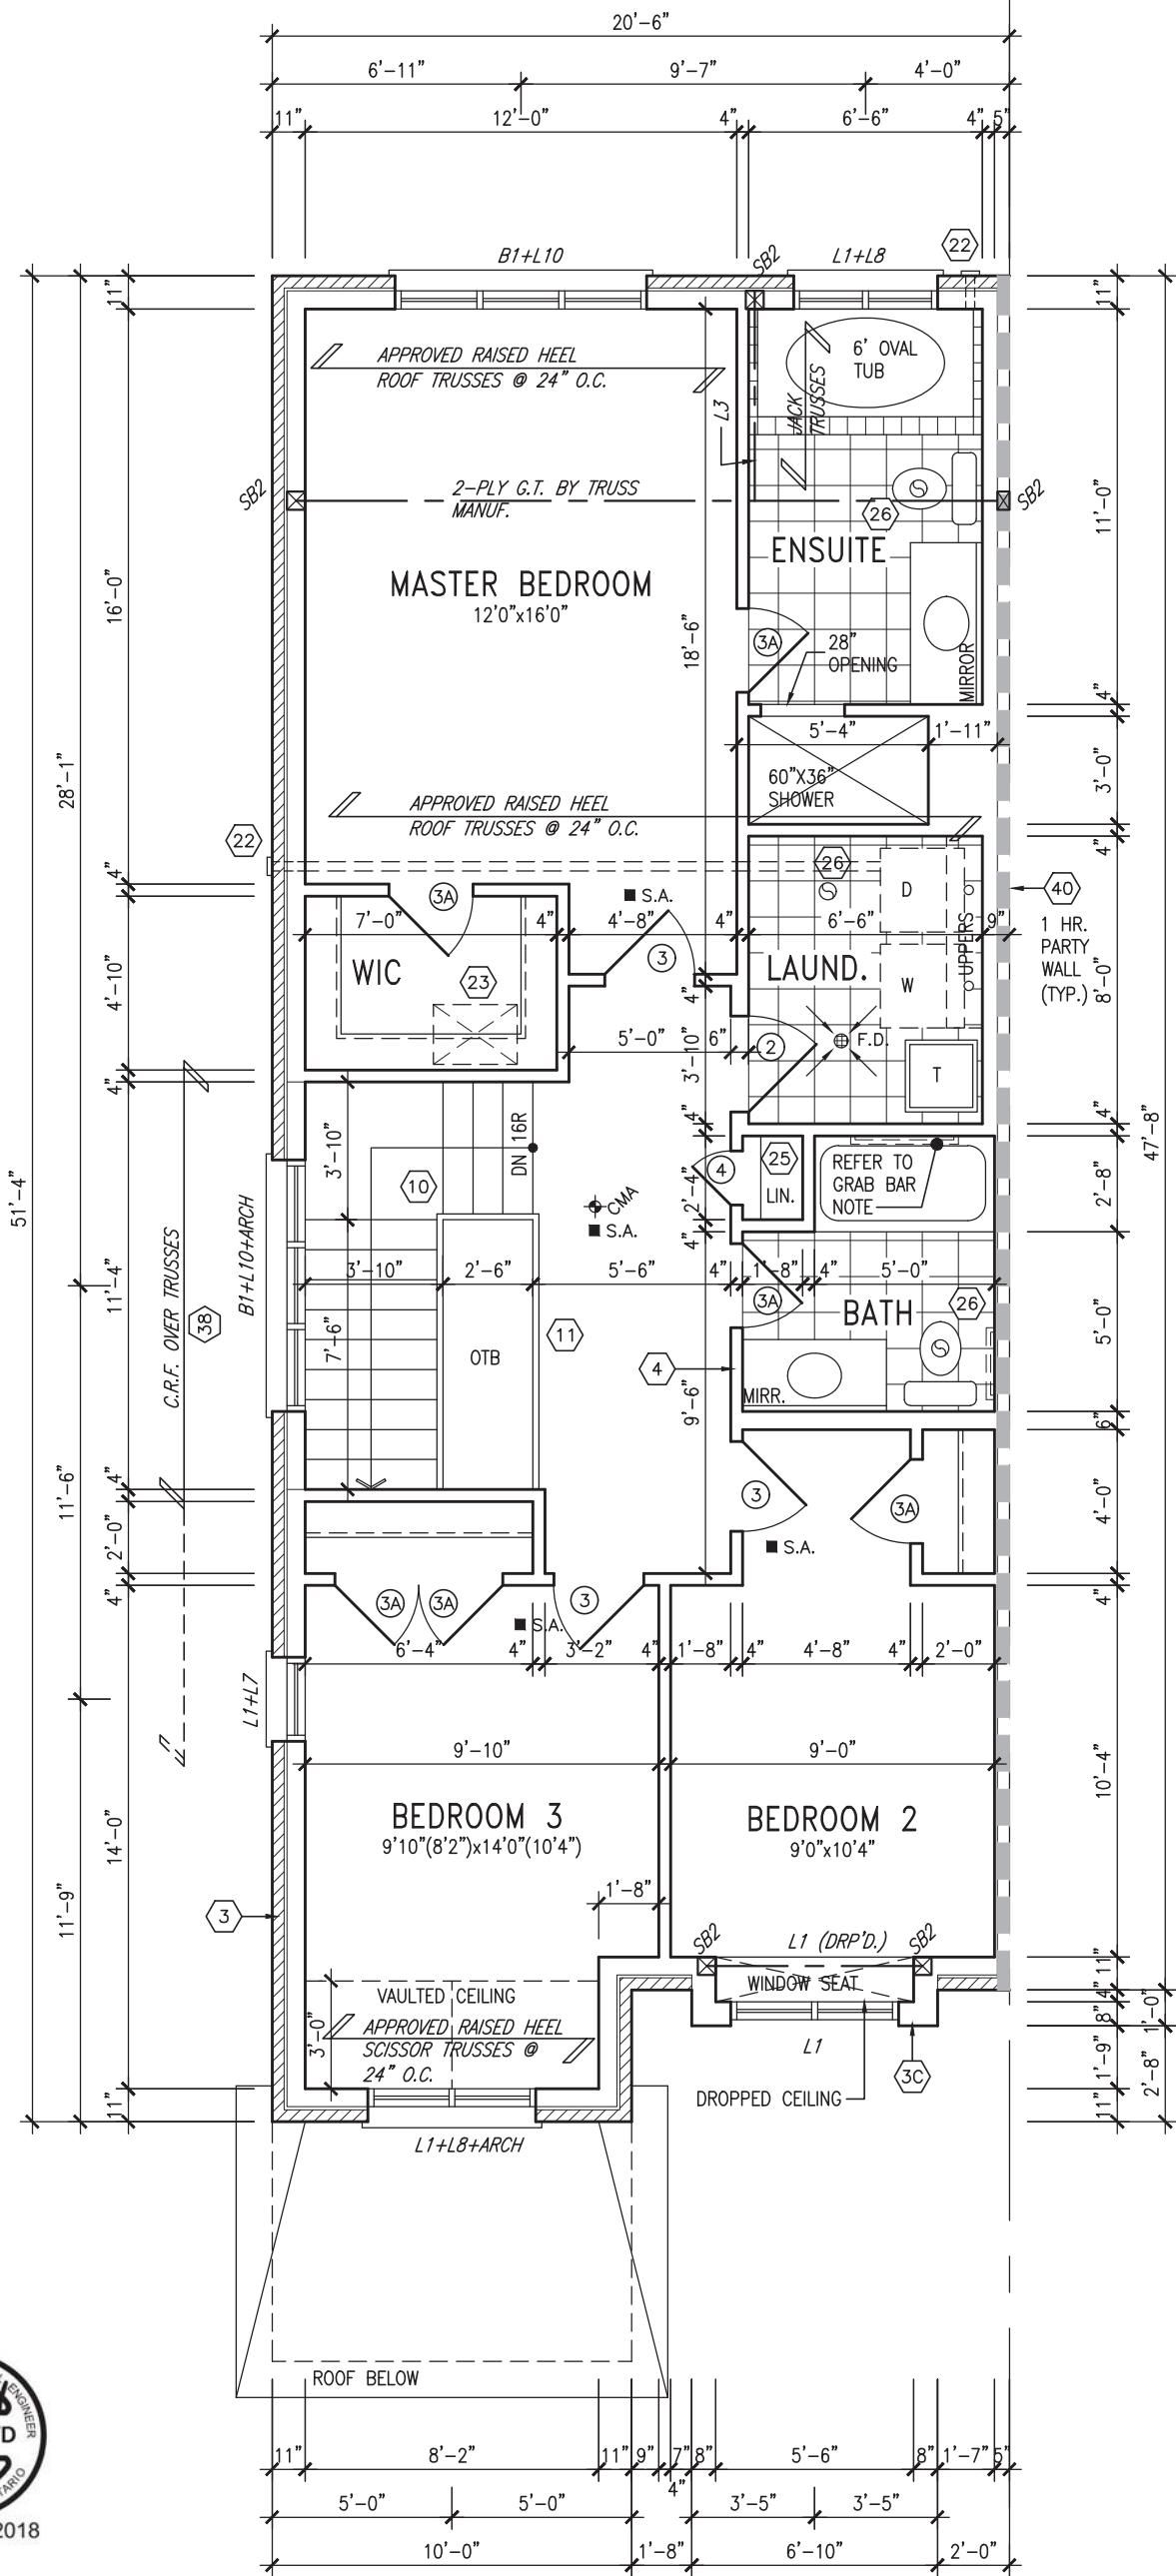 20'-6"
6'-11" 9'-7" 4'-0"
11" 12'-0" 4" 6'-6" 4" 5"
B1+L10 SB2 L1+L8 22
11" 11"
APPROVED RAISED HEEL
ROOF TRUSSES @ 24" O.C.
6' OVAL
TUB
JACK
TRUSSES
L3
SB2
2-PLY G.T. BY TRUSS
MANUF.
SB2
26
ENSUITE
11'-0"
MASTER BEDROOM
12'0"x16'0"
16'-0"
18'-6"
3A
28"
OPENING
MIRROR
4"
28'-1"
5'-4" 1'-11"
60"X36"
SHOWER
3'-0"
APPROVED RAISED HEEL
ROOF TRUSSES @ 24" O.C.
22
4"
26
4"
3A
S.A.
D
40
1 HR.
PARTY
WALL
(TYP.)
7'-0" 4" 4'-8" 4" 6'-6" 9"
UPPERS
WIC
23
3
LAUND.
W
8'-0"
4'-10"
4"
5'-0" 6"
2
F.D.
3'-10"
T
4"
4"
4"
47'-8"
51'-4"
3'-10"
DN 16R
10
CMA
S.A.
4
25
LIN.
2'-4"
REFER TO
GRAB BAR
NOTE
2'-8"
4"
C.R.F. OVER TRUSSES
38
B1+L10+ARCH
11'-4"
3'-10" 2'-6" 5'-6" 4" 1'-8" 4" 5'-0"
3A
BATH
26
7'-6"
OTB
11
4
MIRR.
5'-0"
9'-6"
6"
11'-6"
4"
3
3A
4'-0"
S.A.
2'-0"
4"
3A 3A
3
S.A.
4"
6'-4" 4" 3'-2" 4" 1'-8" 4" 4'-8" 4" 2'-0"
L1+L7
9'-10" 9'-0"
10'-4"
BEDROOM 3
9'10"(8'2")x14'0"(10'4")
BEDROOM 2
9'0"x10'4"
14'-0"
11'-9"
3
1'-8"
SB2 L1 (DRP'D.) SB2
WINDOW SEAT
11"
4"
8"
1'-0"
VAULTED CEILING
APPROVED RAISED HEEL
SCISSOR TRUSSES @
24" O.C.
3'-0"
L1
3C
1'-9"
2'-8"
DROPPED CEILING
11" 11"
L1+L8+ARCH
ROOF BELOW
ENGINEER
2018
11" 8'-2" 11" 9" 4" 7" 8" 5'-6" 8" 1'-7" 5"
5'-0" 5'-0" 3'-5" 3'-5"
10'-0" 1'-8" 6'-10" 2'-0"